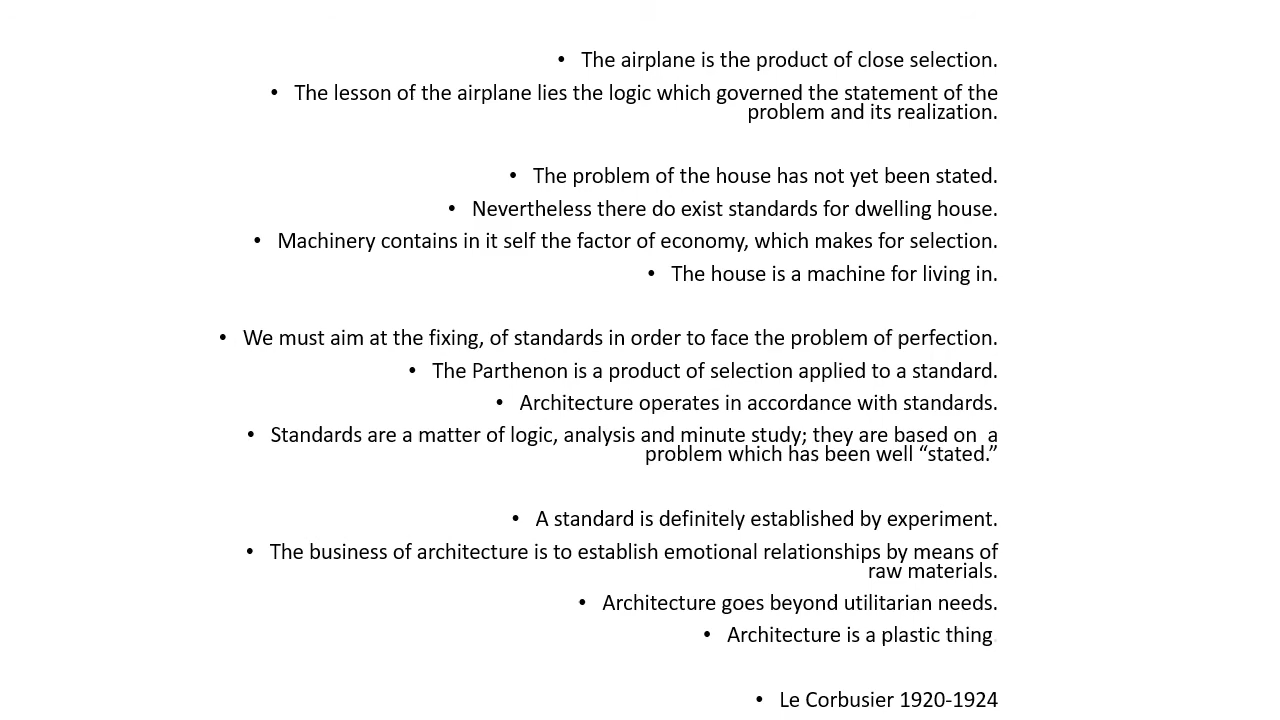 • The airplane is the product of close selection.
• The lesson of the airplane lies the logic which governed the statement of the
problem and its realization.
• The problem of the house has not yet been stated.
• Nevertheless there do exist standards for dwelling house.
• Machinery contains in it self the factor of economy, which makes for selection.
• The house is a machine for living in.
• We must aim at the fixing, of standards in order to face the problem of perfection.
• The Parthenon is a product of selection applied to a standard.
• Architecture operates in accordance with standards.
• Standards are a matter of logic, analysis and minute study; they are based on  a
problem which has been well “stated.”
• A standard is definitely established by experiment.
• The business of architecture is to establish emotional relationships by means of
raw materials.
• Architecture goes beyond utilitarian needs.
• Architecture is a plastic thing.
• Le Corbusier 1920-1924